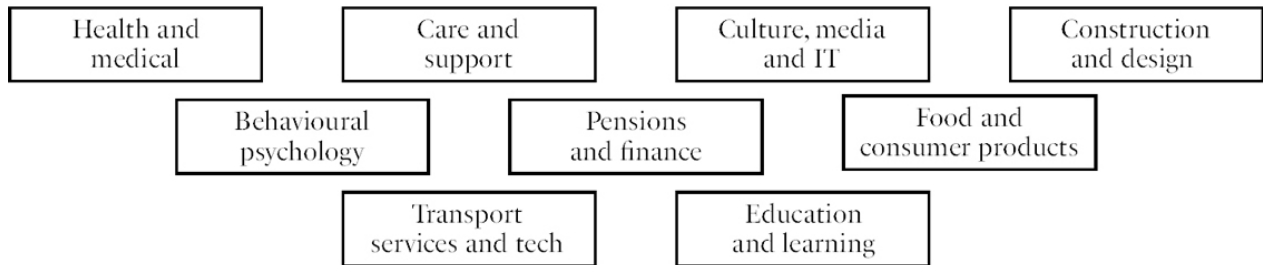 Health and
medical
Care and
support
Culture, media
and IT
Construction
and design
Behavioural
psychology
Pensions
and finance
Food and
consumer products
Transport
services and tech
Education
and learning